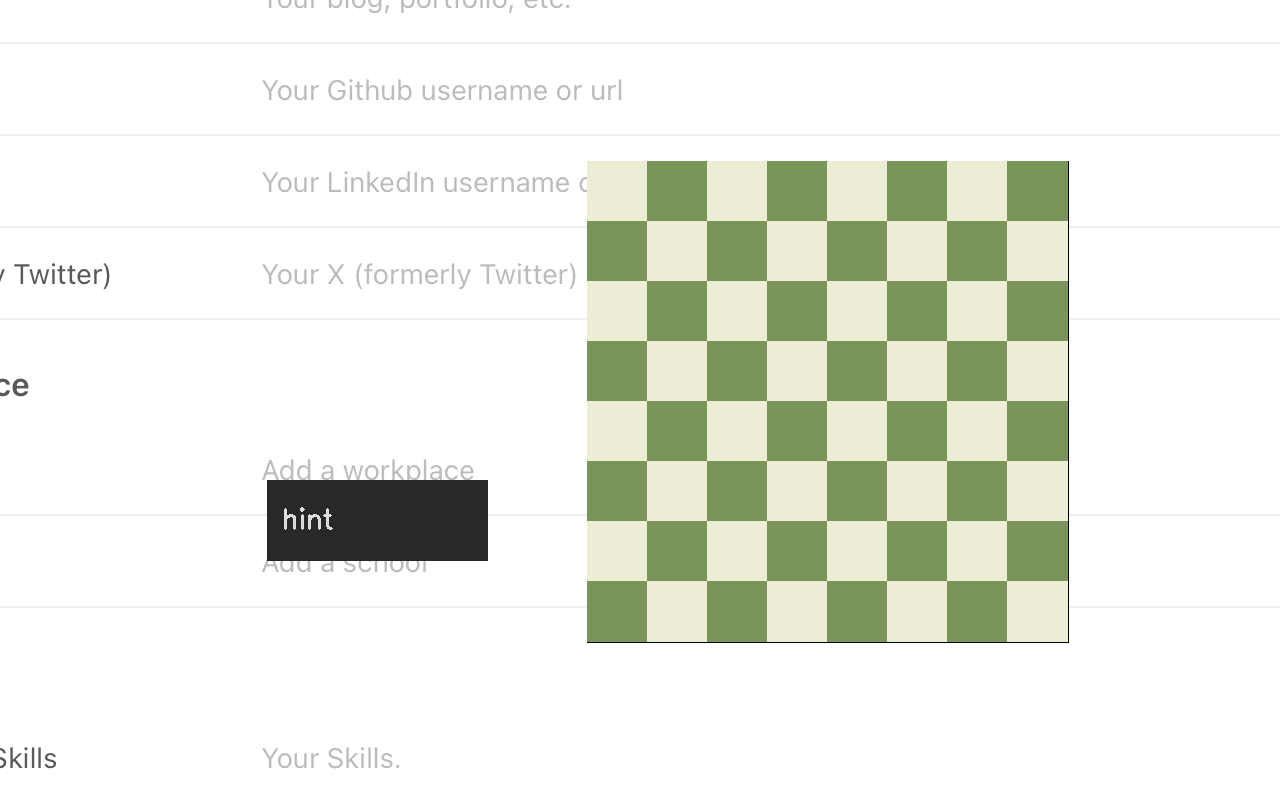 Your blog, portfolio, etc.
Your Github username or url
Your LinkedIn username
Twitter) Your X (formerly Twitter)
Add a workplace
hint
Add a school
Skills Your Skills.